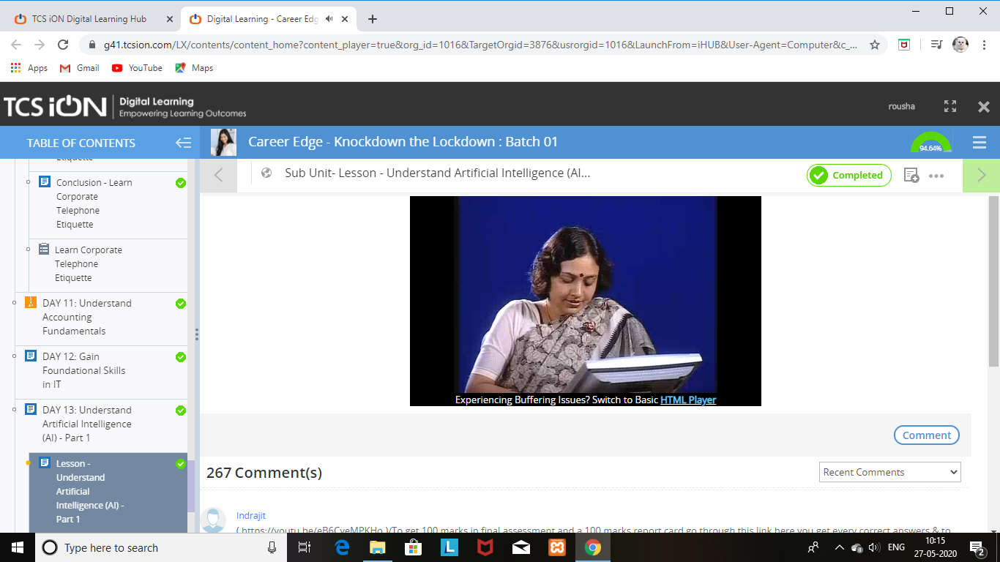 TCS iON Digital Learning Hub
Digital Learning - Career Edg
g41.tcsion.com/LX/contents/content_home?content_player=true&org_id=1016&TargetOrgid=3876&usrorgid=1016&LaunchFrom=iHUB&User-Agent=Computer&c_...
Apps
Gmail
YouTube
Maps
TCS iON
Digital Learning
Empowering Learning Outcomes
rousha
TABLE OF CONTENTS
Career Edge - Knockdown the Lockdown : Batch 01
94.64%
Etiquette
Conclusion - Learn
Corporate
Telephone
Etiquette
Learn Corporate
Telephone
Etiquette
DAY 11: Understand
Accounting
Fundamentals
DAY 12: Gain
Foundational Skills
in IT
DAY 13: Understand
Artificial Intelligence
(AI) - Part 1
Lesson -
Understand
Artificial
Intelligence (AI) -
Part 1
Sub Unit- Lesson - Understand Artificial Intelligence (AI...
Completed
Experiencing Buffering Issues? Switch to Basic HTML Player
Comment
267 Comment(s)
Recent Comments
Indrajit
( https://youtu.be/eB6CyeMPKHo )/To get 100 marks in final assessment and a 100 marks report card go through this link here you get every correct answers & to
Type here to search
ENG
10:15
27-05-2020
2